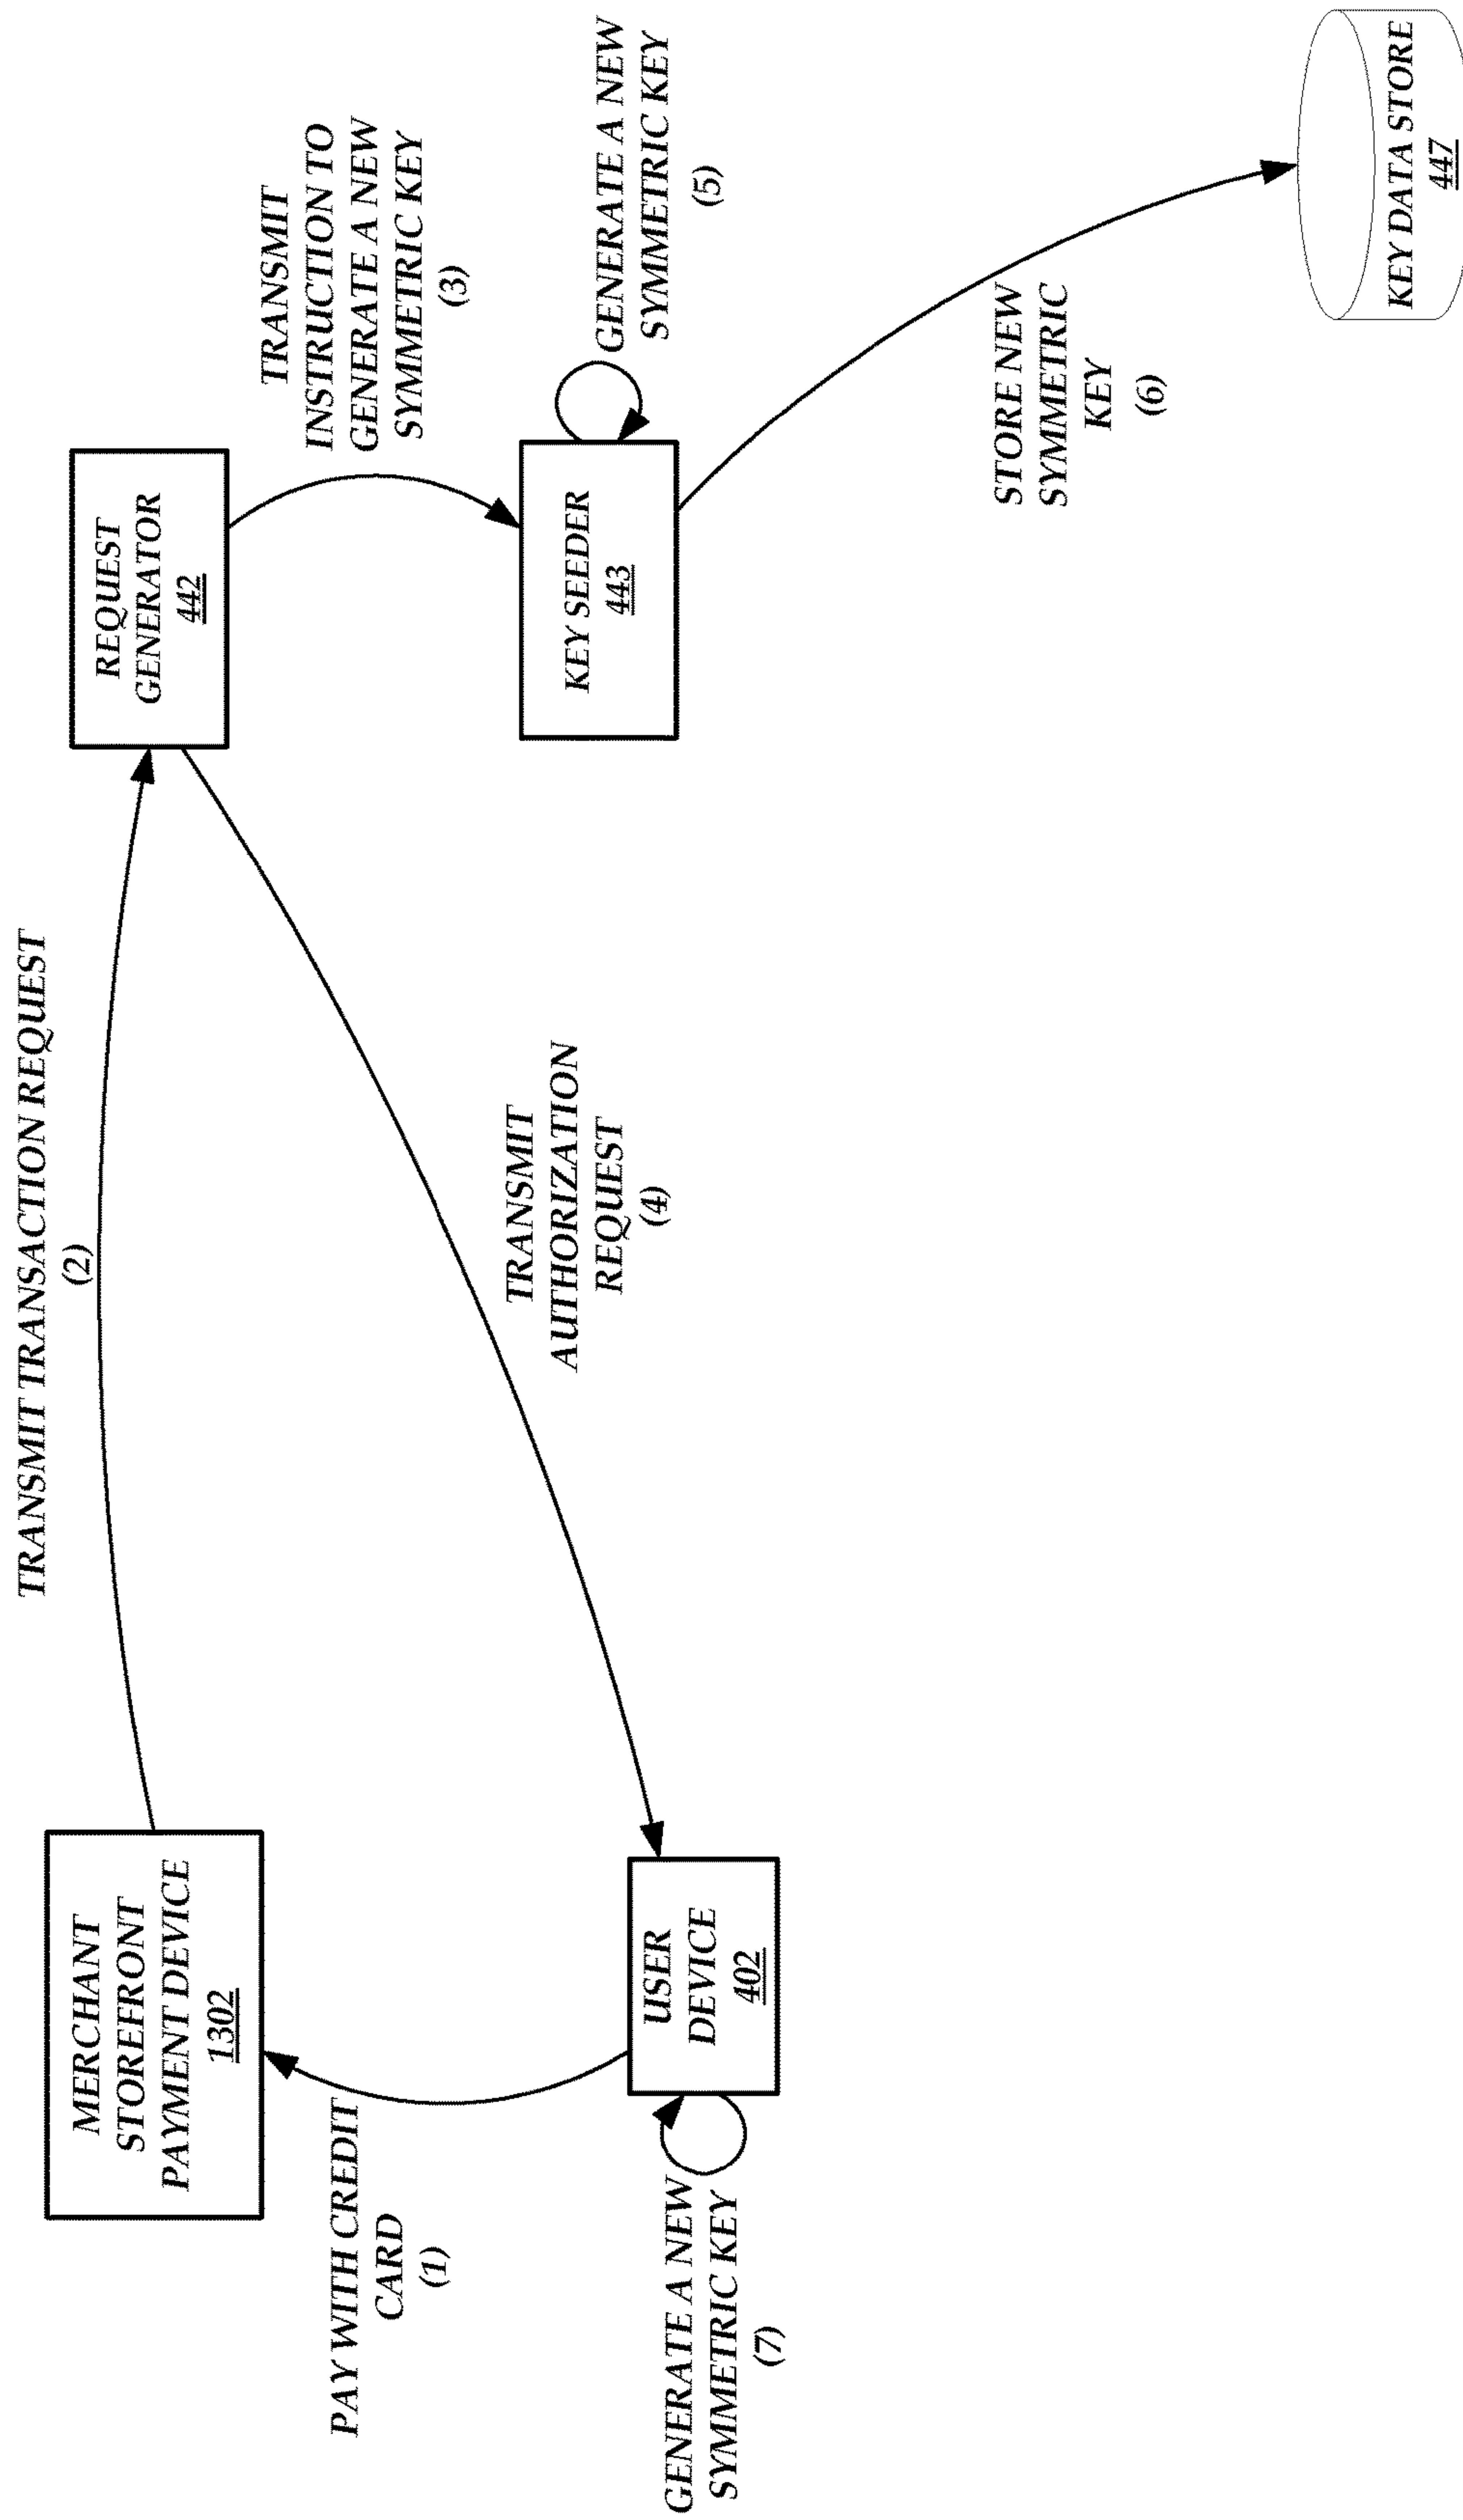 TRANSMIT TRANSACTION REQUEST
(2)
MERCHANT
STOREFRONT
PAYMENT DEVICE
1302
REQUEST
GENERATOR
442
TRANSMIT
INSTRUCTION TO
GENERATE A NEW
SYMMETRIC KEY
(3)
PAY WITH CREDIT
CARD
(1)
TRANSMIT
AUTHORIZATION
REQUEST
(4)
KEY SEEDER
443
GENERATE A NEW
SYMMETRIC KEY
(5)
GENERATE A NEW
SYMMETRIC KEY
(7)
USER
DEVICE
402
STORE NEW
SYMMETRIC
KEY
(6)
KEY DATA STORE
447